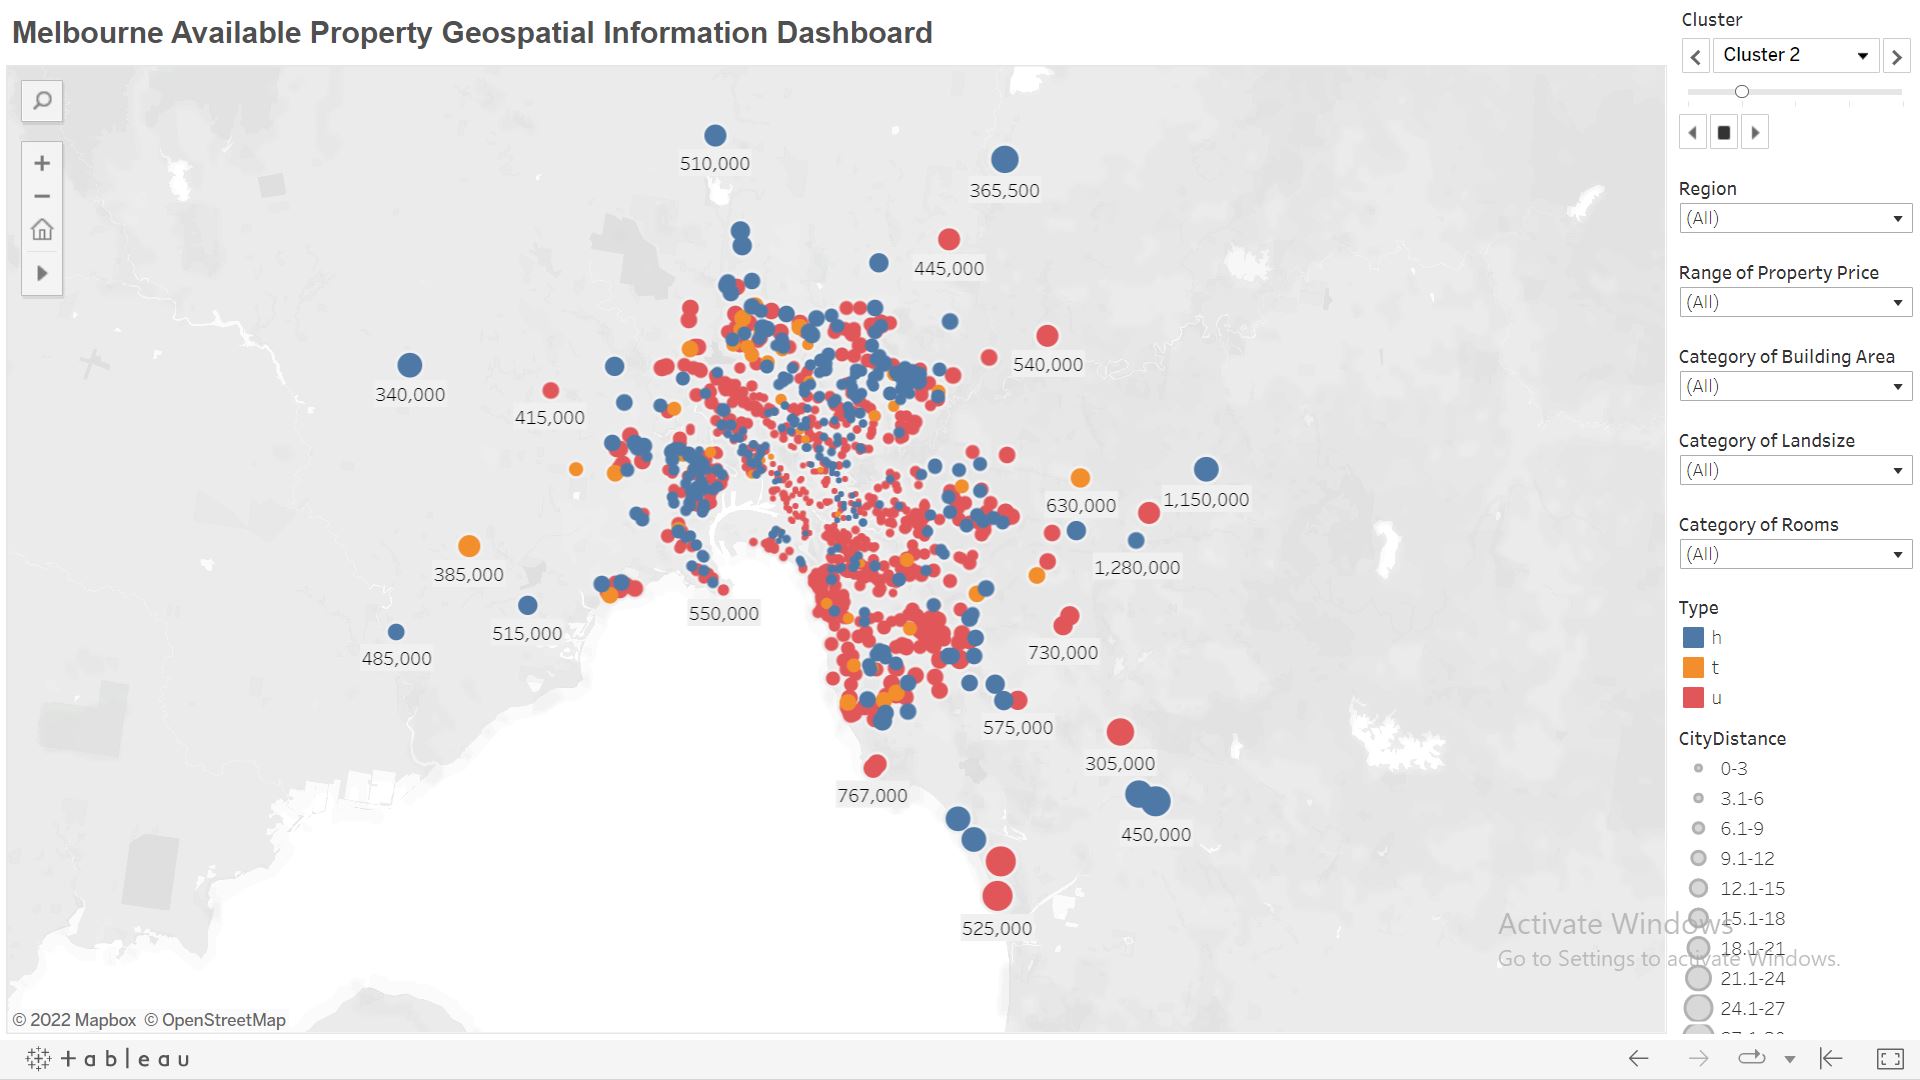 Melbourne Available Property Geospatial Information Dashboard
Cluster
Cluster 2
Region
(All)
Range of Property Price
(All)
Category of Building Area
(All)
Category of Landsize
(All)
Category of Rooms
(All)
Type
h
t
u
CityDistance
0-3
3.1-6
6.1-9
9.1-12
12.1-15
15.1-18
18.1-21
21.1-24
24.1-27
510,000
365,500
445,000
540,000
340,000
415,000
1,150,000
630,000
1,280,000
385,000
550,000
515,000
485,000
730,000
575,000
305,000
767,000
450,000
525,000
Activate Windows
Go to Settings to activate Windows.
© 2022 Mapbox © OpenStreetMap
+ a b l e a u